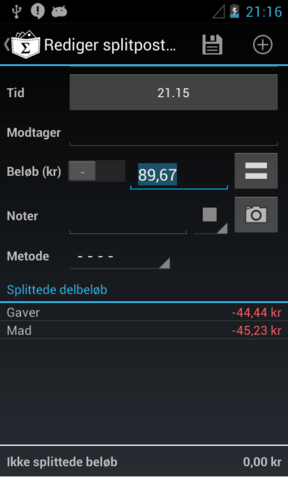 21:16
Rediger splitpost...
Tid
21.15
Modtager
Beløb (kr)
-
89,67
Noter
Metode
- - - -
Splittede delbeløb
Gaver -44,44 kr
Mad -45,23 kr
Ikke splittede beløb 0,00 kr